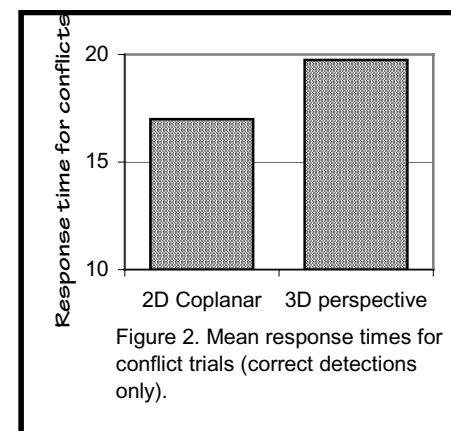 Response time for conflicts
20
15
10
2D Coplanar 3D perspective
Figure 2. Mean response times for
conflict trials (correct detections
only).